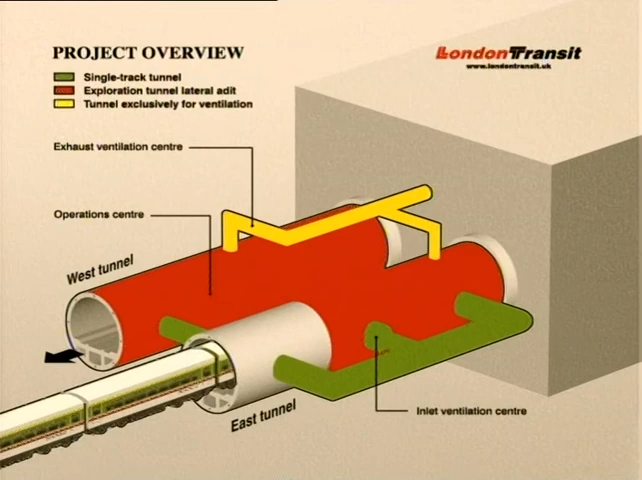 PROJECT OVERVIEW
LondonTransit
www.londontransit.uk
Single-track tunnel
Exploration tunnel lateral adit
Tunnel exclusively for ventilation
Exhaust ventilation centre
Operations centre
West tunnel
East tunnel
Inlet ventilation centre